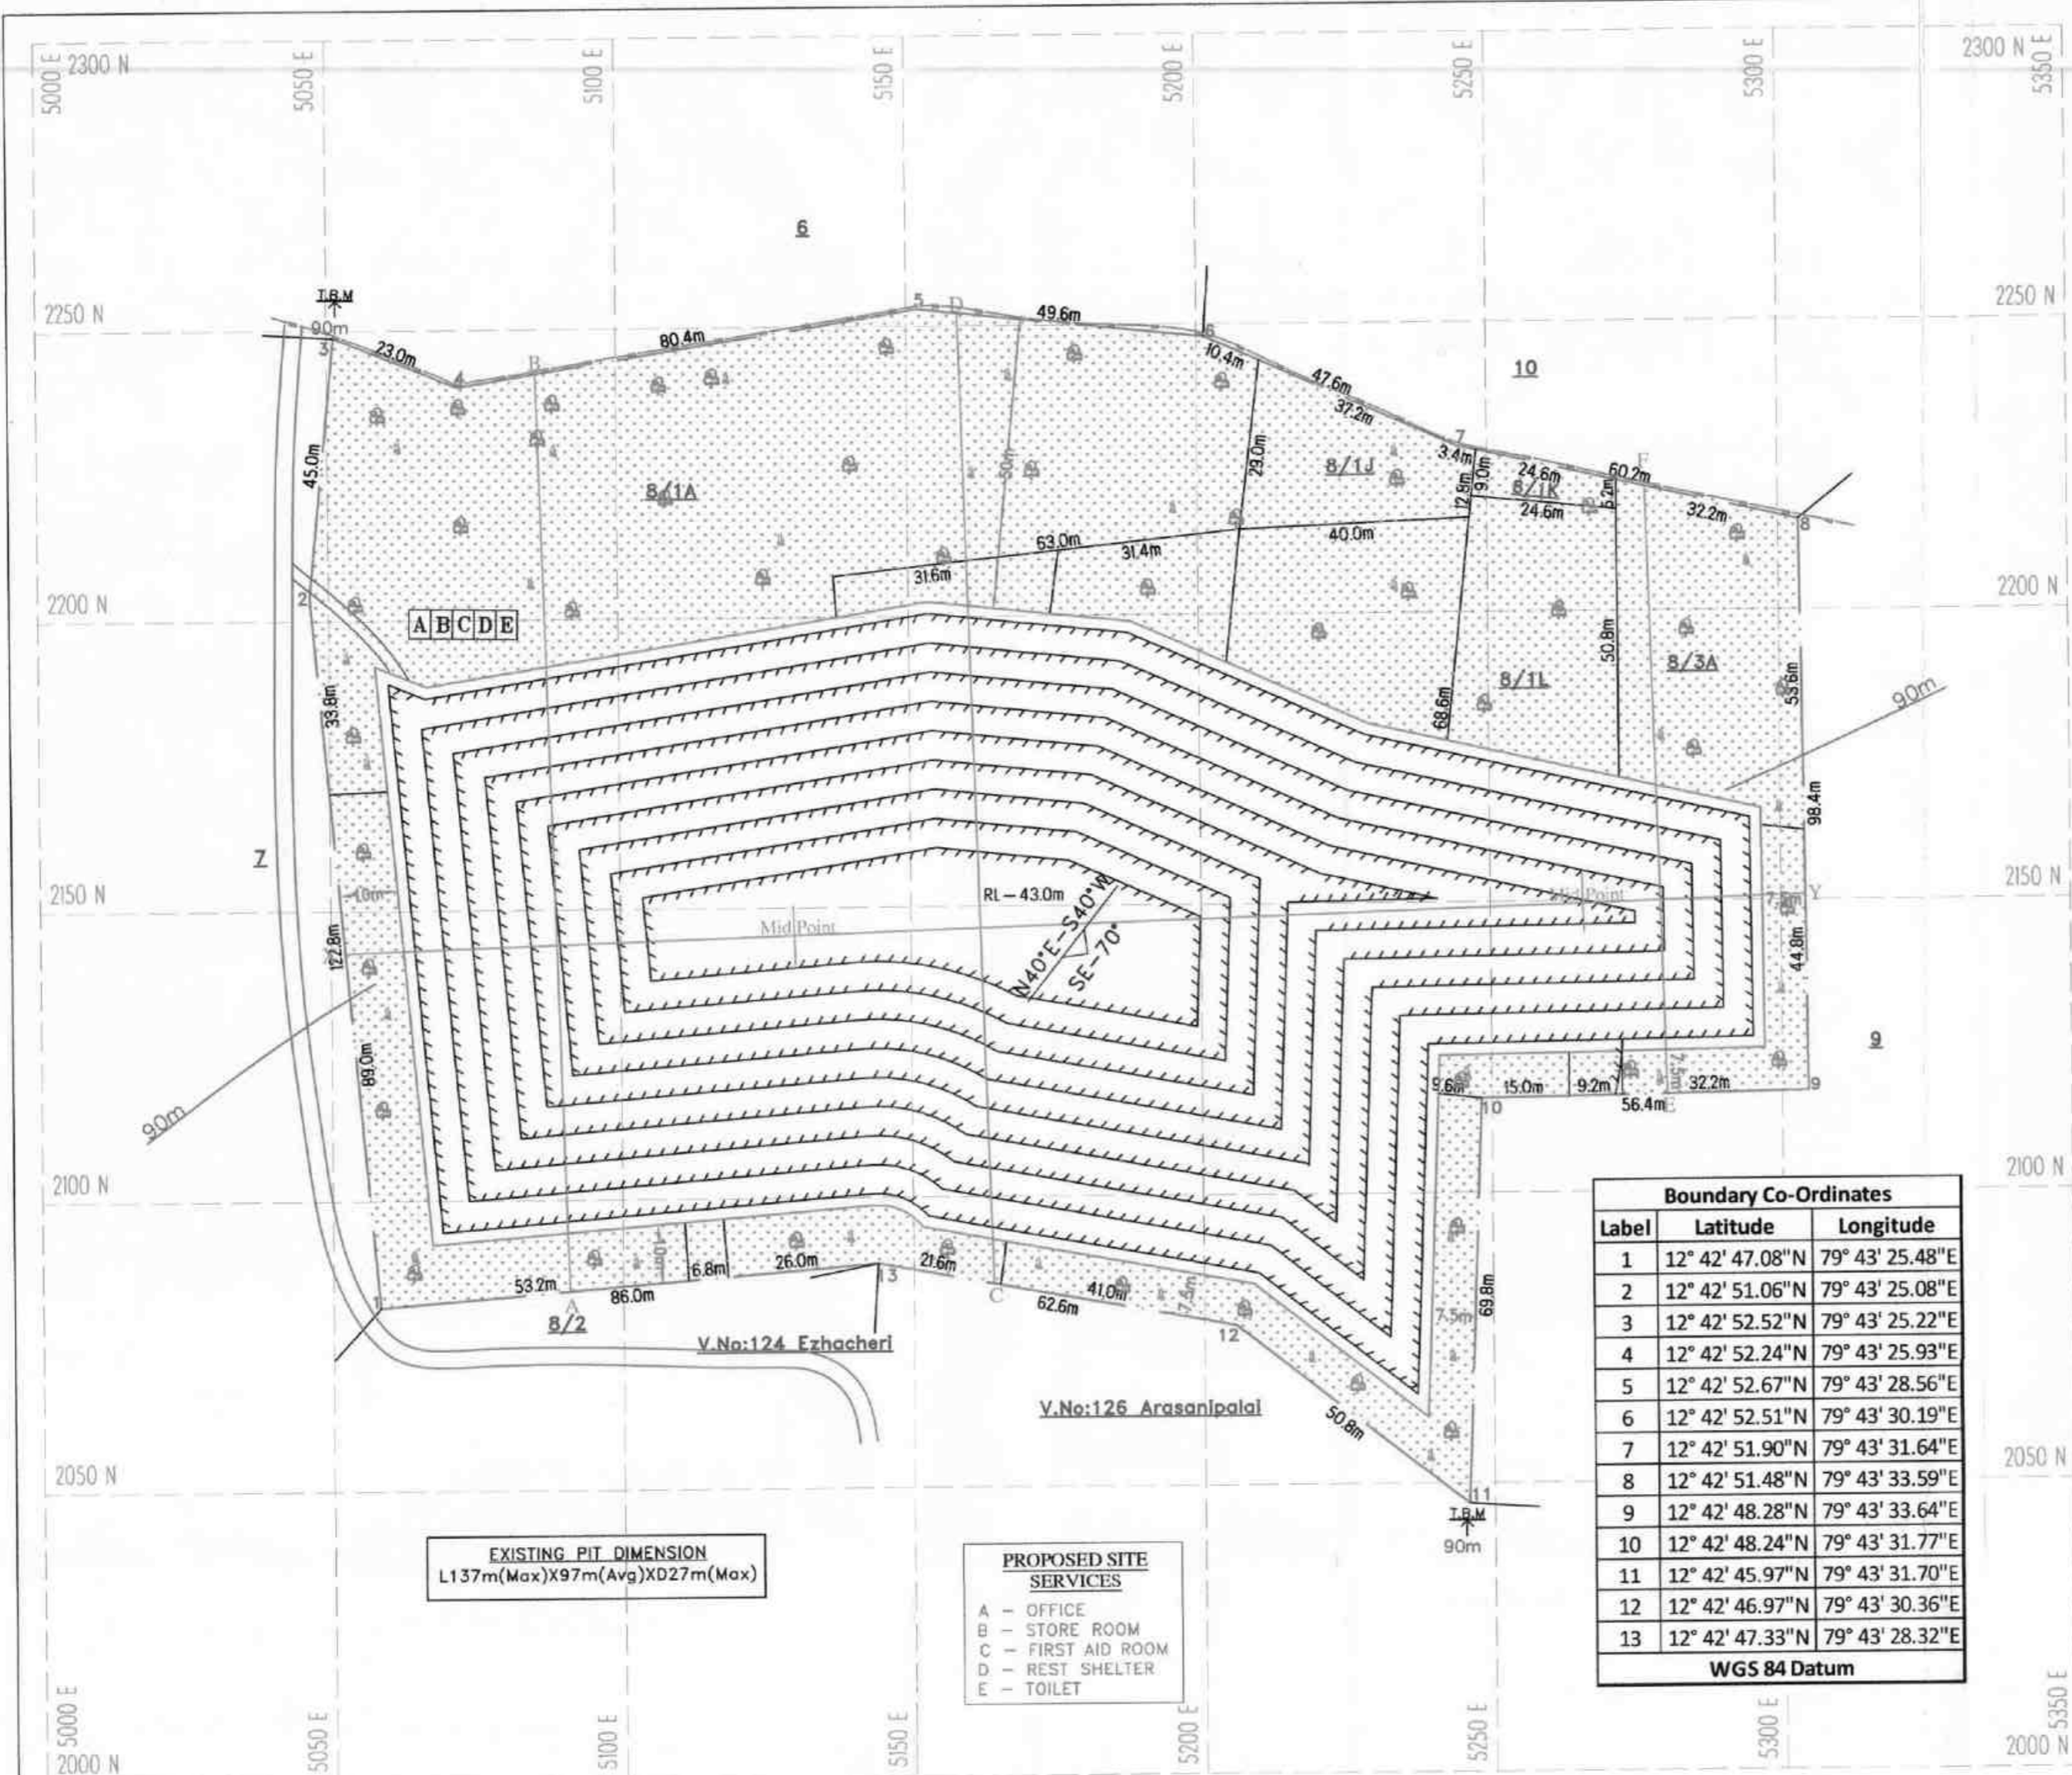 5000 E
2300 N
5050 E
5100 E
5150 E
5200 E
5250 E
5300 E
2300 N
5350 E
6
T.B.M
90m
2250 N
3
23.0m
4
B
80.4m
5
D
49.6m
6
10.4m
47.6m
37.2m
10
2250 N
7
3.4m
24.6m
60.2m
F
32.2m
8
45.0m
8/1A
50m
29.0m
8/1J
12.8m
9.0m
8/1K
24.6m
5.2m
63.0m
31.6m
31.4m
40.0m
2200 N
2
A B C D E
2200 N
33.8m
68.6m
8/1L
50.8m
8/3A
53.6m
90m
98.4m
7
2150 N
10m
122.8m
Mid Point
RL-43.0m
N40°E-S40°W
SE-70°
Mid Point
7.5m
Y
2150 N
44.8m
9
90m
89.0m
9.6m
10
15.0m
9.2m
7.5m
32.2m
9
56.4m
E
2100 N
2100 N
1
53.2m
A
86.0m
10m
6.8m
26.0m
13
21.6m
C
41.0m
62.6m
7.5m
12
7.5m
69.8m
8/2
V.No:124 Ezhacheri
V.No:126 Arasanipalai
50.8m
11
T.B.M
90m
2050 N
2050 N
EXISTING PIT DIMENSION
L137m(Max)X97m(Avg)XD27m(Max)
PROPOSED SITE
SERVICES
A - OFFICE
B - STORE ROOM
C - FIRST AID ROOM
D - REST SHELTER
E - TOILET
Boundary Co-Ordinates
Label Latitude Longitude
1 12° 42' 47.08"N 79° 43' 25.48"E
2 12° 42' 51.06"N 79° 43' 25.08"E
3 12° 42' 52.52"N 79° 43' 25.22"E
4 12° 42' 52.24"N 79° 43' 25.93"E
5 12° 42' 52.67"N 79° 43' 28.56"E
6 12° 42' 52.51"N 79° 43' 30.19"E
7 12° 42' 51.90"N 79° 43' 31.64"E
8 12° 42' 51.48"N 79° 43' 33.59"E
9 12° 42' 48.28"N 79° 43' 33.64"E
10 12° 42' 48.24"N 79° 43' 31.77"E
11 12° 42' 45.97"N 79° 43' 31.70"E
12 12° 42' 46.97"N 79° 43' 30.36"E
13 12° 42' 47.33"N 79° 43' 28.32"E
WGS 84 Datum
5000 E
2000 N
5050 E
5100 E
5150 E
5200 E
5250 E
5300 E
5350 E
2000 N